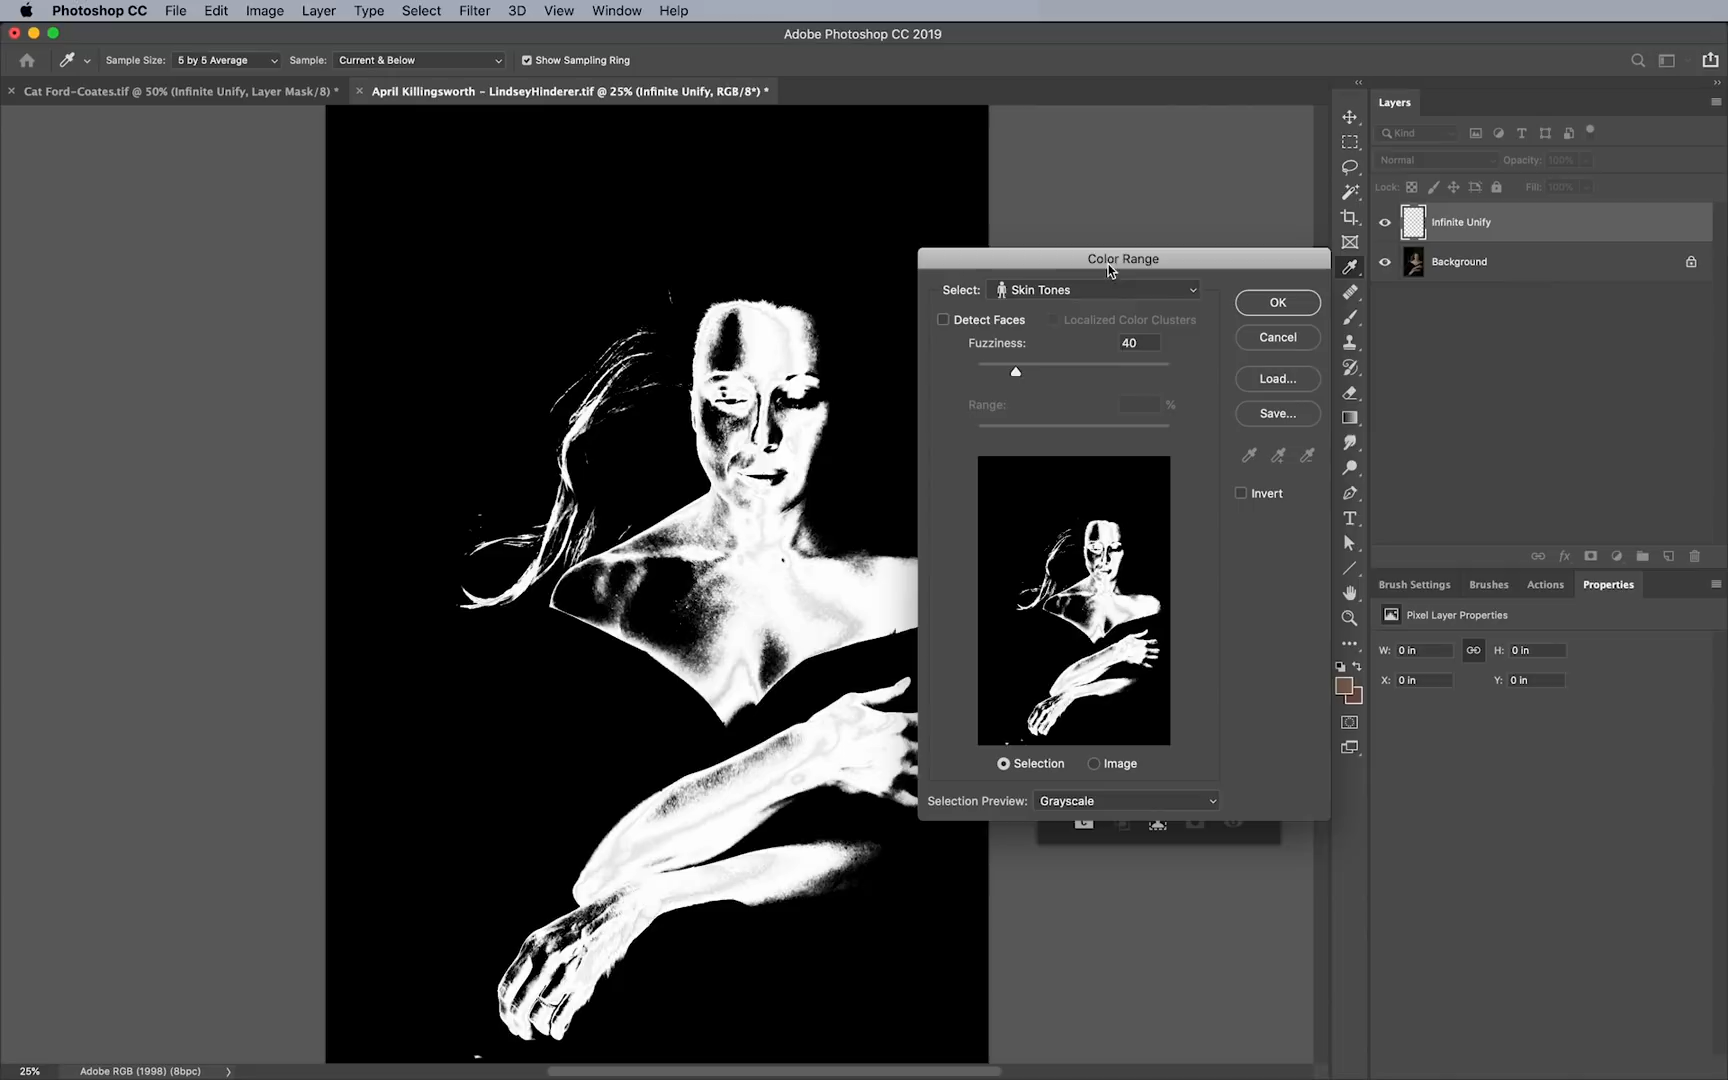 Photoshop CC File Edit Image Layer Type Select Filter 3D View Window Help
Adobe Photoshop CC 2019
Sample Size: 5 by 5 Average Sample: Current & Below Show Sampling Ring
Cat Ford-Coates.tif @ 50% (Infinite Unify, Layer Mask/8) *
April Killingsworth – LindseyHinderer.tif @ 25% (Infinite Unify, RGB/8*) *
Layers
Kind
Normal Opacity: 100%
Lock: Fill: 100%
Infinite Unify
Background
Color Range
Select: Skin Tones
Detect Faces Localized Color Clusters
Fuzziness: 40
Range: %
OK
Cancel
Load...
Save...
Invert
Selection Image
Selection Preview: Grayscale
Brush Settings Brushes Actions Properties
Pixel Layer Properties
W: 0 in H: 0 in
X: 0 in Y: 0 in
25% Adobe RGB (1998) (8bpc)